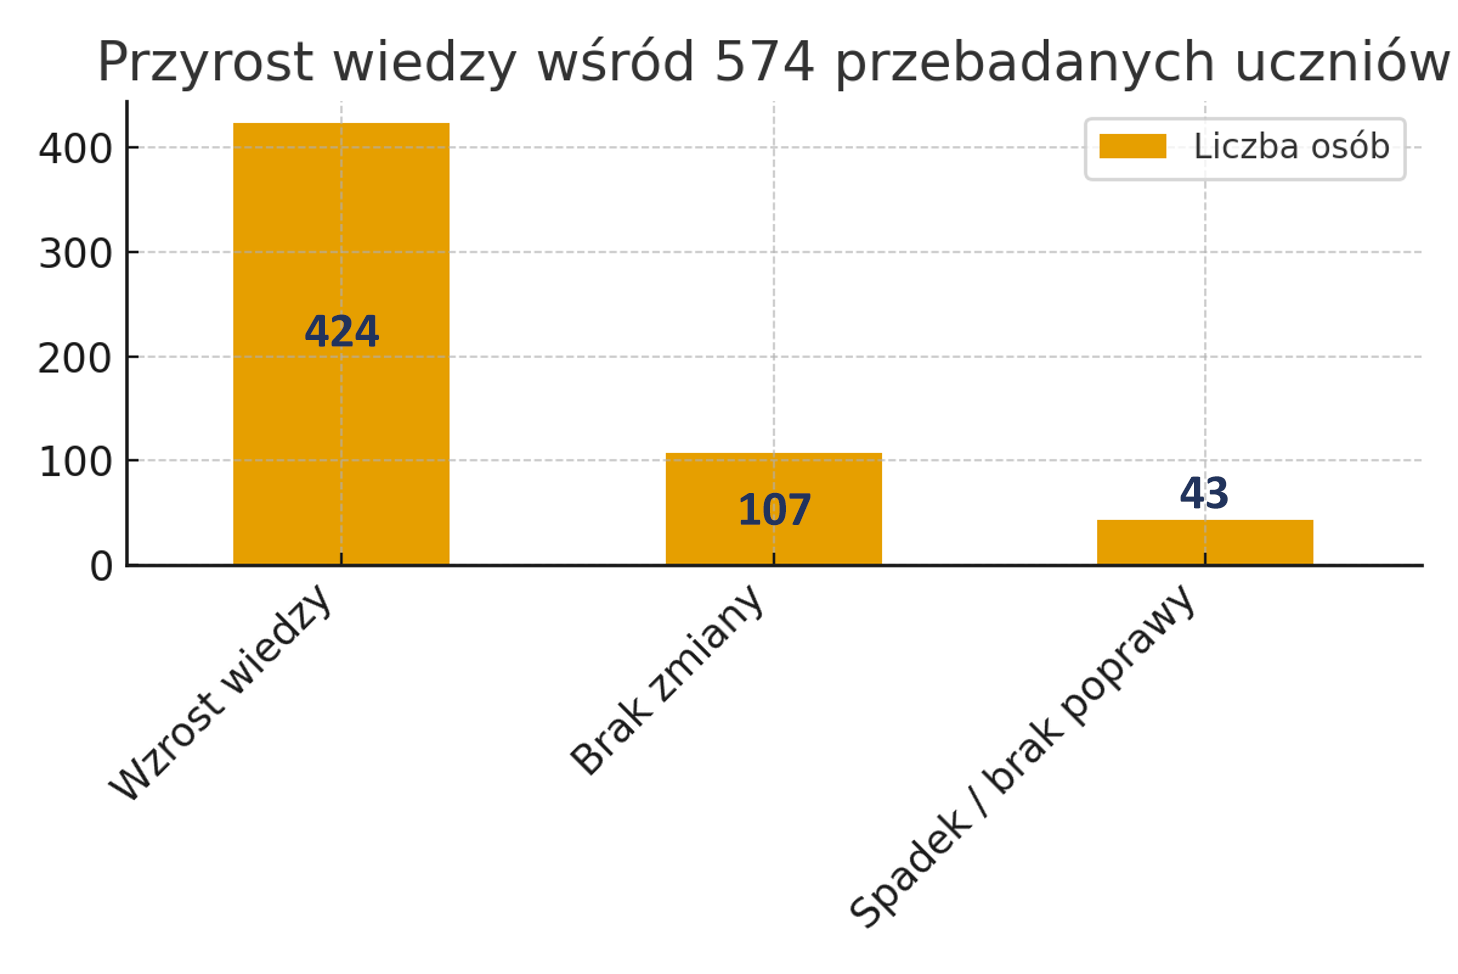 Przyrost wiedzy wśród 574 przebadanych uczniów
Liczba osób
400
300
200
100
0
424
107
43
Wzrost wiedzy
Brak zmiany
Spadek / brak poprawy